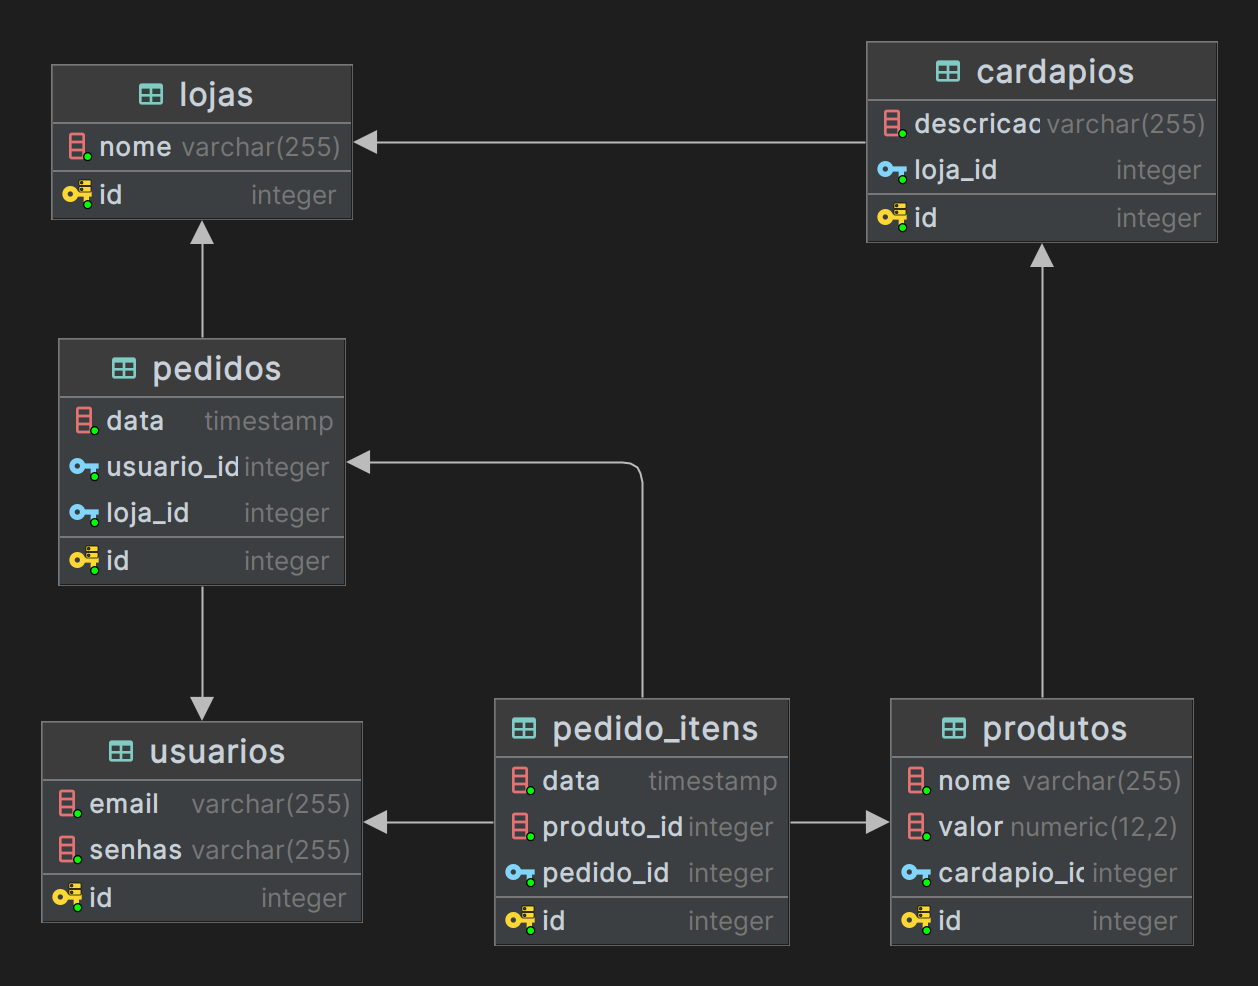 lojas
nome varchar(255)
id integer
cardapios
descricao varchar(255)
loja_id integer
id integer
pedidos
data timestamp
usuario_id integer
loja_id integer
id integer
usuarios
email varchar(255)
senhas varchar(255)
id integer
pedido_itens
data timestamp
produto_id integer
pedido_id integer
id integer
produtos
nome varchar(255)
valor numeric(12,2)
cardapio_id integer
id integer